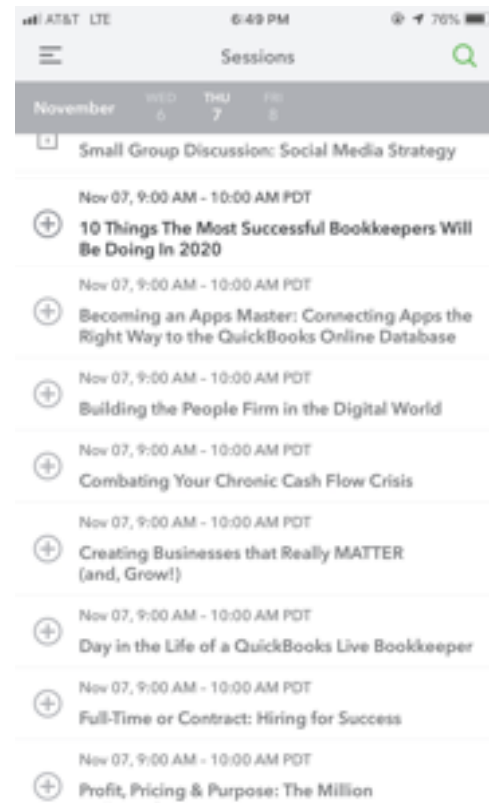 AT&T LTE 6:49 PM 76%
Sessions
November WED 6 THU 7 FRI 8
Small Group Discussion: Social Media Strategy
Nov 07, 9:00 AM - 10:00 AM PDT
10 Things The Most Successful Bookkeepers Will
Be Doing In 2020
Nov 07, 9:00 AM - 10:00 AM PDT
Becoming an Apps Master: Connecting Apps the
Right Way to the QuickBooks Online Database
Nov 07, 9:00 AM - 10:00 AM PDT
Building the People Firm in the Digital World
Nov 07, 9:00 AM - 10:00 AM PDT
Combating Your Chronic Cash Flow Crisis
Nov 07, 9:00 AM - 10:00 AM PDT
Creating Businesses that Really MATTER
(and, Grow!)
Nov 07, 9:00 AM - 10:00 AM PDT
Day in the Life of a QuickBooks Live Bookkeeper
Nov 07, 9:00 AM - 10:00 AM PDT
Full-Time or Contract: Hiring for Success
Nov 07, 9:00 AM - 10:00 AM PDT
Profit, Pricing & Purpose: The Million